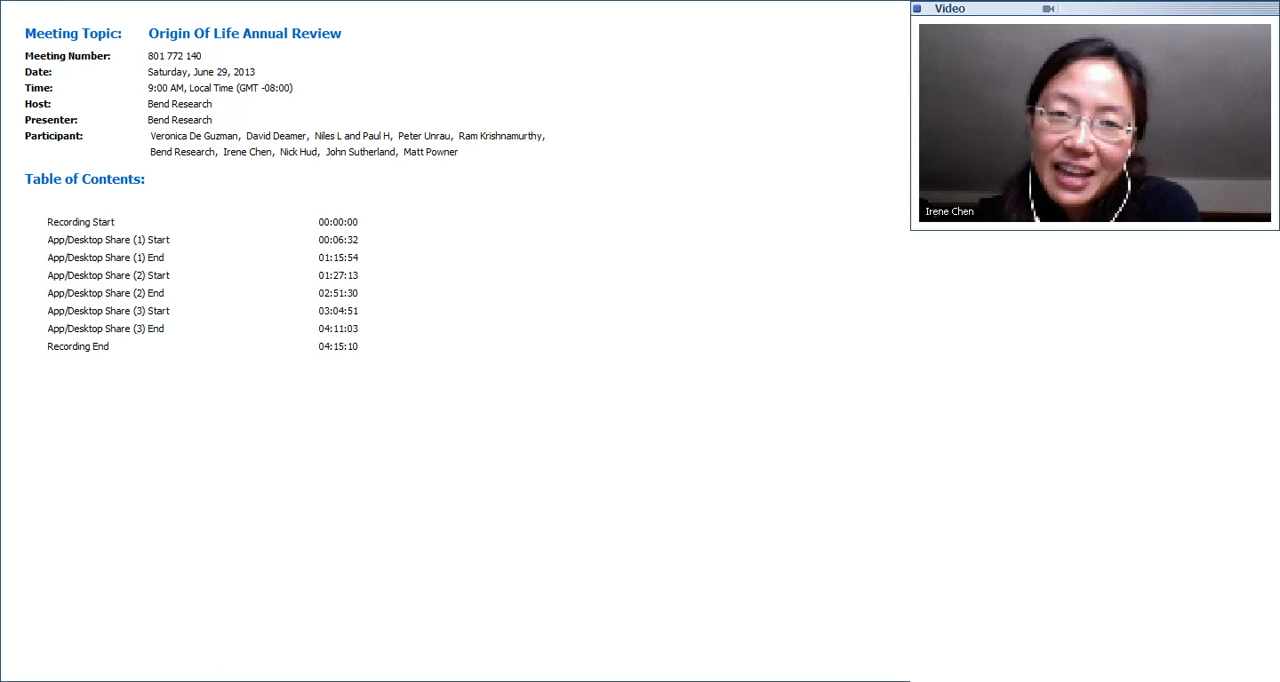 Meeting Topic: Origin Of Life Annual Review
Meeting Number: 801 772 140
Date: Saturday, June 29, 2013
Time: 9:00 AM, Local Time (GMT -08:00)
Host: Bend Research
Presenter: Bend Research
Participant: Veronica De Guzman, David Deamer, Niles L and Paul H, Peter Unrau, Ram Krishnamurthy,
Bend Research, Irene Chen, Nick Hud, John Sutherland, Matt Powner
Table of Contents:
Recording Start 00:00:00
App/Desktop Share (1) Start 00:06:32
App/Desktop Share (1) End 01:15:54
App/Desktop Share (2) Start 01:27:13
App/Desktop Share (2) End 02:51:30
App/Desktop Share (3) Start 03:04:51
App/Desktop Share (3) End 04:11:03
Recording End 04:15:10
Video
Irene Chen